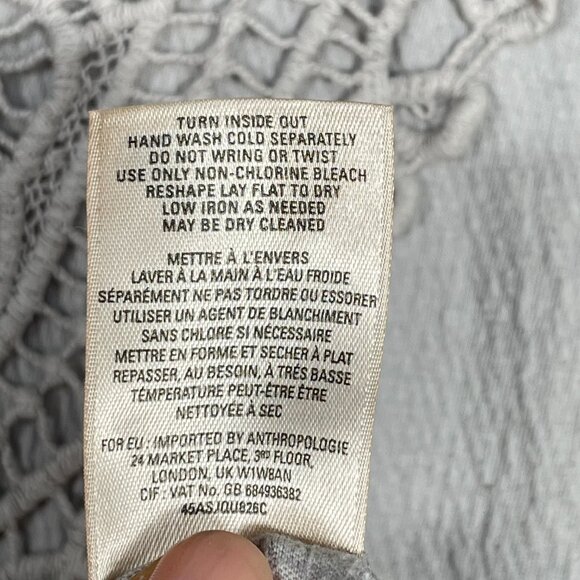 TURN INSIDE OUT
HAND WASH COLD SEPARATELY
DO NOT WRING OR TWIST
USE ONLY NON-CHLORINE BLEACH
RESHAPE LAY FLAT TO DRY
LOW IRON AS NEEDED
MAY BE DRY CLEANED
METTRE À L'ENVERS
LAVER À LA MAIN À L'EAU FROIDE
SÉPARÉMENT NE PAS TORDRE OU ESSORER
UTILISER UN AGENT DE BLANCHIMENT
SANS CHLORE SI NÉCESSAIRE
METTRE EN FORME ET SECHER À PLAT
REPASSER, AU BESOIN, À TRÈS BASSE
TEMPÉRATURE PEUT-ÊTRE ÊTRE
NETTOYÉE À SEC
FOR EU : IMPORTED BY ANTHROPOLOGIE
24 MARKET PLACE, 3RD FLOOR,
LONDON, UK W1W8AN
CIF : VAT No. GB 684936382
45ASJQU826C